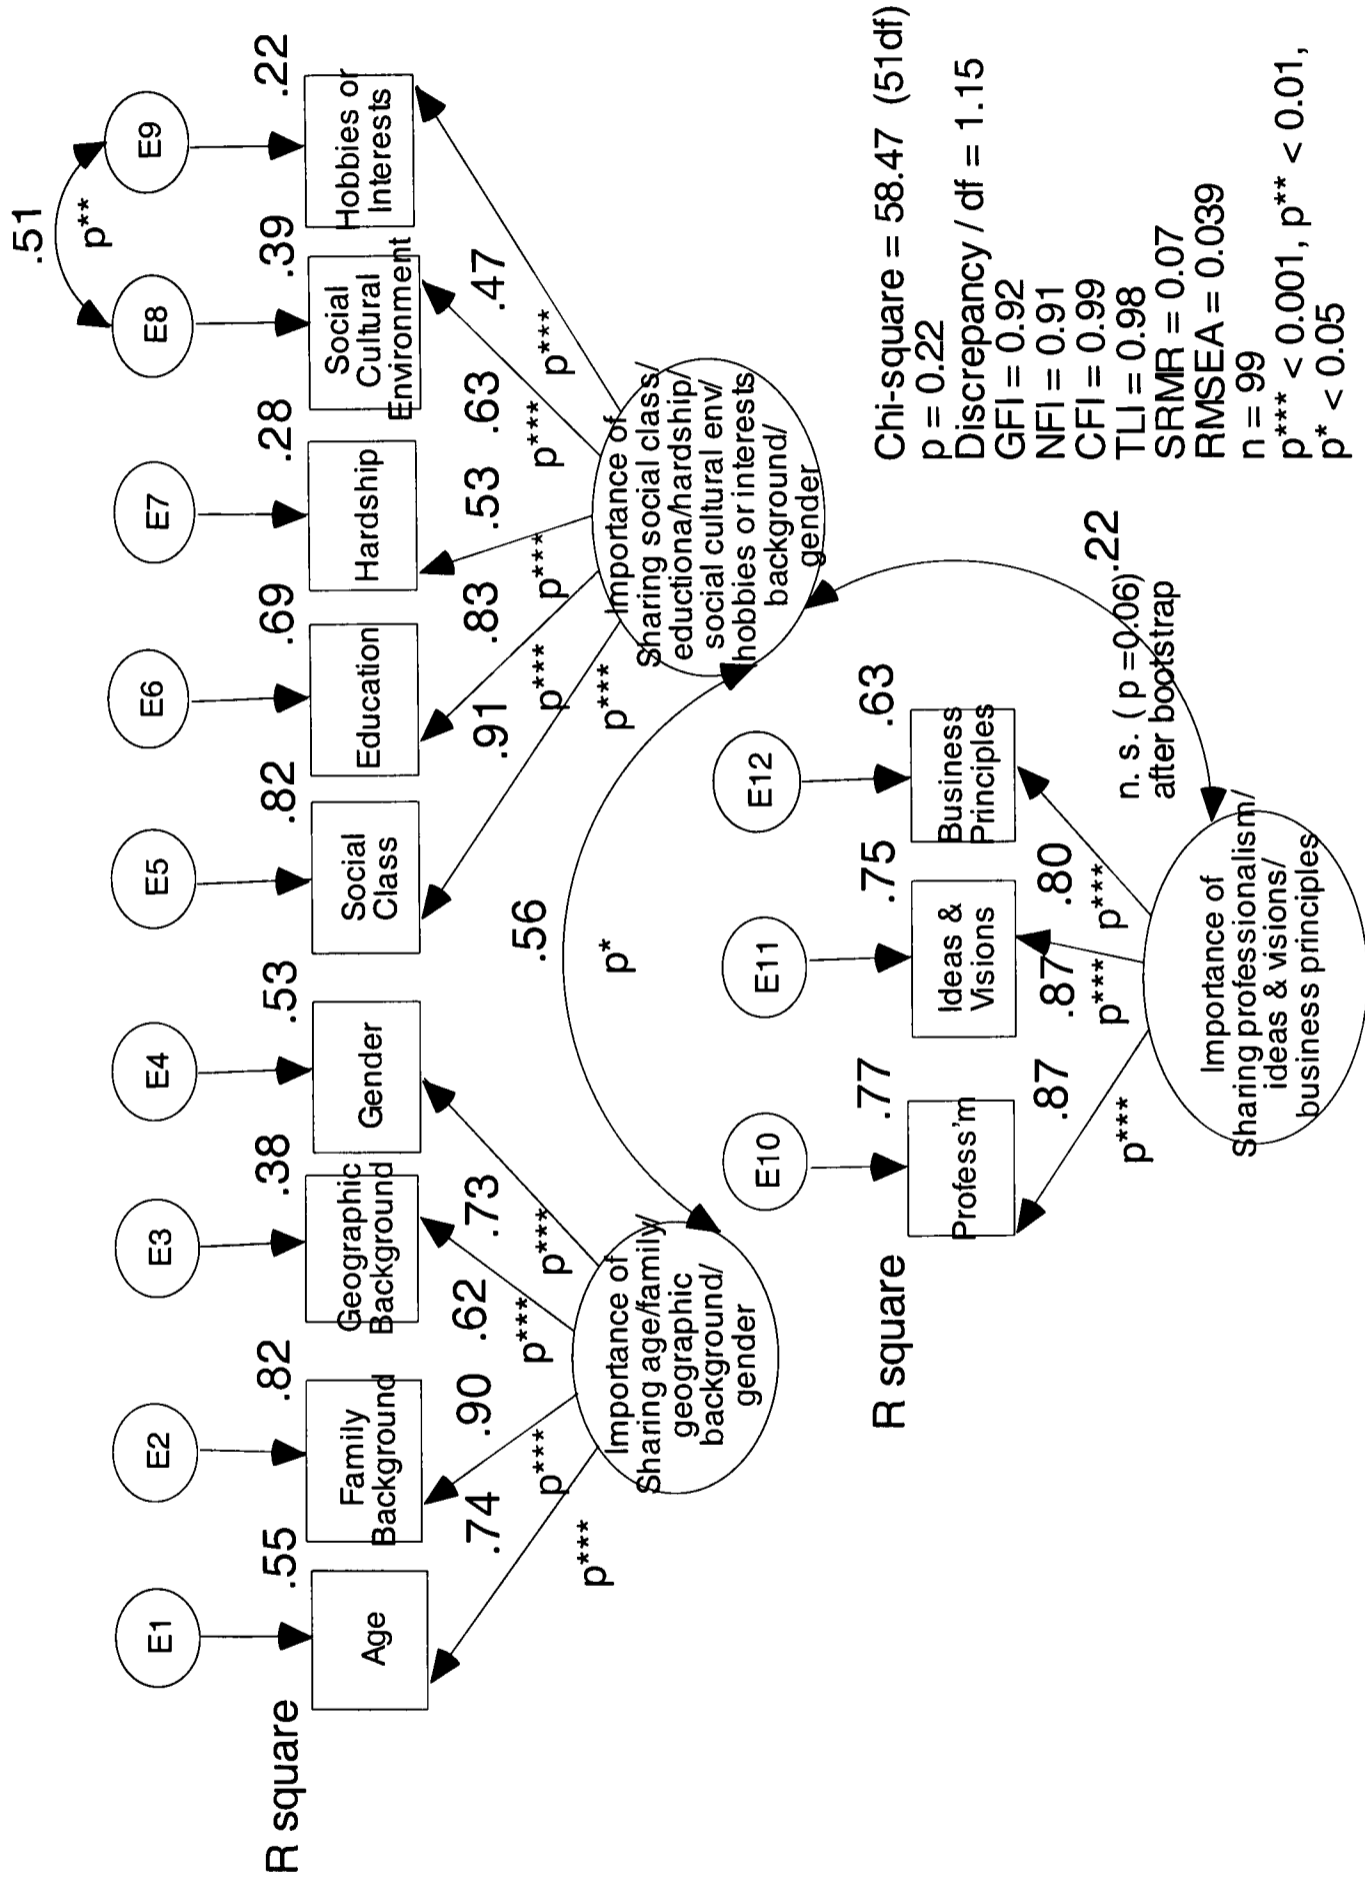 .51
p**
E1
E2
E3
E4
E5
E6
E7
E8
E9
R square
.55
.82
.38
.53
.82
.69
.28
.39
.22
Age
Family
Background
Geographic
Background
Gender
Social
Class
Education
Hardship
Social
Cultural
Environment
Hobbies or
Interests
.74
.90
.62
.73
.91
.83
.53
.63
.47
p***
p***
p***
p***
p***
p***
p***
p***
p***
Importance of
Sharing age/family/
geographic
background/
gender
.56
p*
Importance of
Sharing social class/
eductiona/hardship/
social cultural env/
hobbies or interests
background/
gender
E10
E11
E12
R square
.77
.75
.63
Profess'm
Ideas &
Visions
Business
Principles
.87
.87
.80
p***
p***
p***
Importance of
Sharing professionalism/
ideas & visions/
business principles
.22
n. s. ( p =0.06)
after bootstrap
Chi-square = 58.47 (51df)
p = 0.22
Discrepancy / df = 1.15
GFI = 0.92
NFI = 0.91
CFI = 0.99
TLI = 0.98
SRMR = 0.07
RMSEA = 0.039
n = 99
p*** < 0.001, p** < 0.01,
p* < 0.05